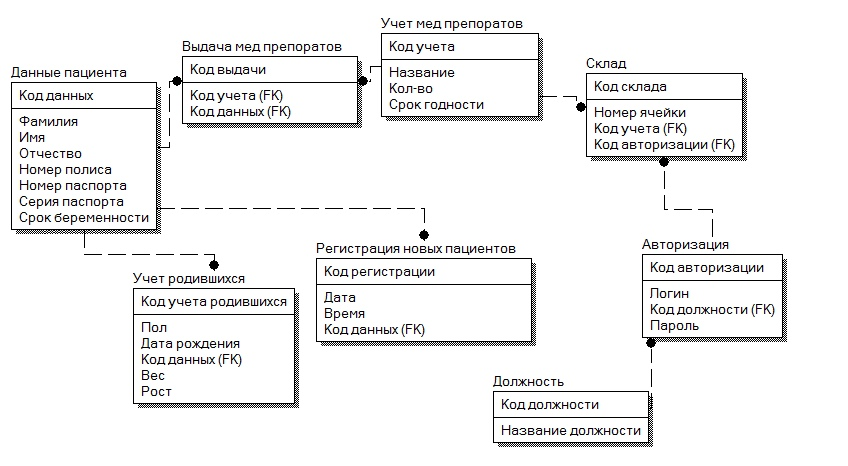 Данные пациента
Код данных
Фамилия
Имя
Отчество
Номер полиса
Номер паспорта
Серия паспорта
Срок беременности
Выдача мед препоратов
Код выдачи
Код учета (FK)
Код данных (FK)
Учет мед препоратов
Код учета
Название
Кол-во
Срок годности
Склад
Код склада
Номер ячейки
Код учета (FK)
Код авторизации (FK)
Учет родившихся
Код учета родившихся
Пол
Дата рождения
Код данных (FK)
Вес
Рост
Регистрация новых пациентов
Код регистрации
Дата
Время
Код данных (FK)
Авторизация
Код авторизации
Логин
Код должности (FK)
Пароль
Должность
Код должности
Название должности